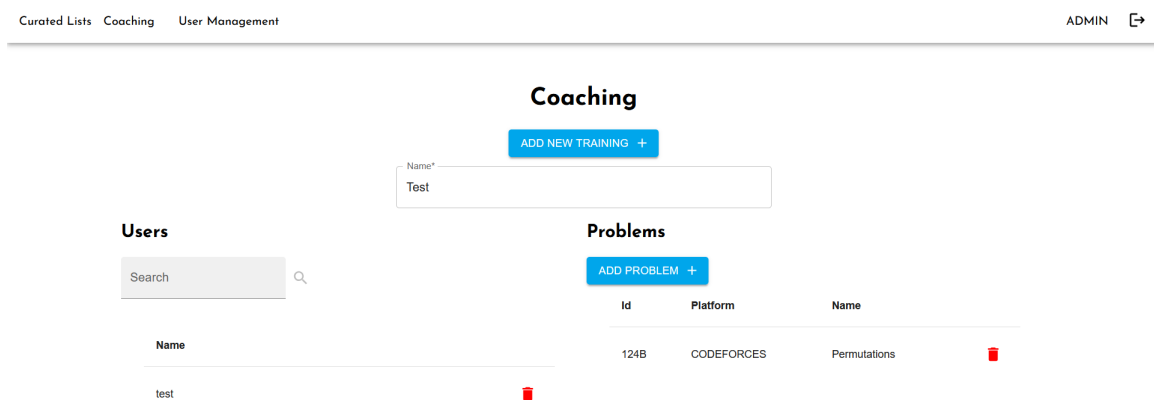 Curated Lists Coaching User Management ADMIN
Coaching
ADD NEW TRAINING +
Name*
Test
Users
Search
Name
test
Problems
ADD PROBLEM +
Id Platform Name
124B CODEFORCES Permutations